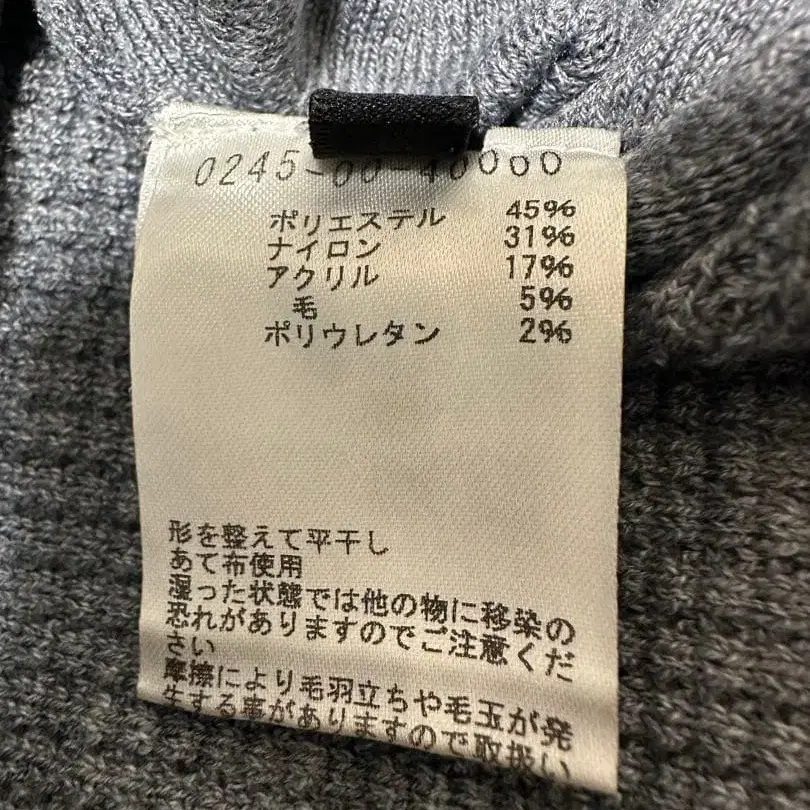 0245-00-40000
ポリエステル 45%
ナイロン 31%
アクリル 17%
毛 5%
ポリウレタン 2%
形を整えて平干し
あて布使用
湿った状態では他の物に移染の
恐れがありますのでご注意くだ
さい
摩擦により毛羽立ちや毛玉が発
生する事がありますので取扱い